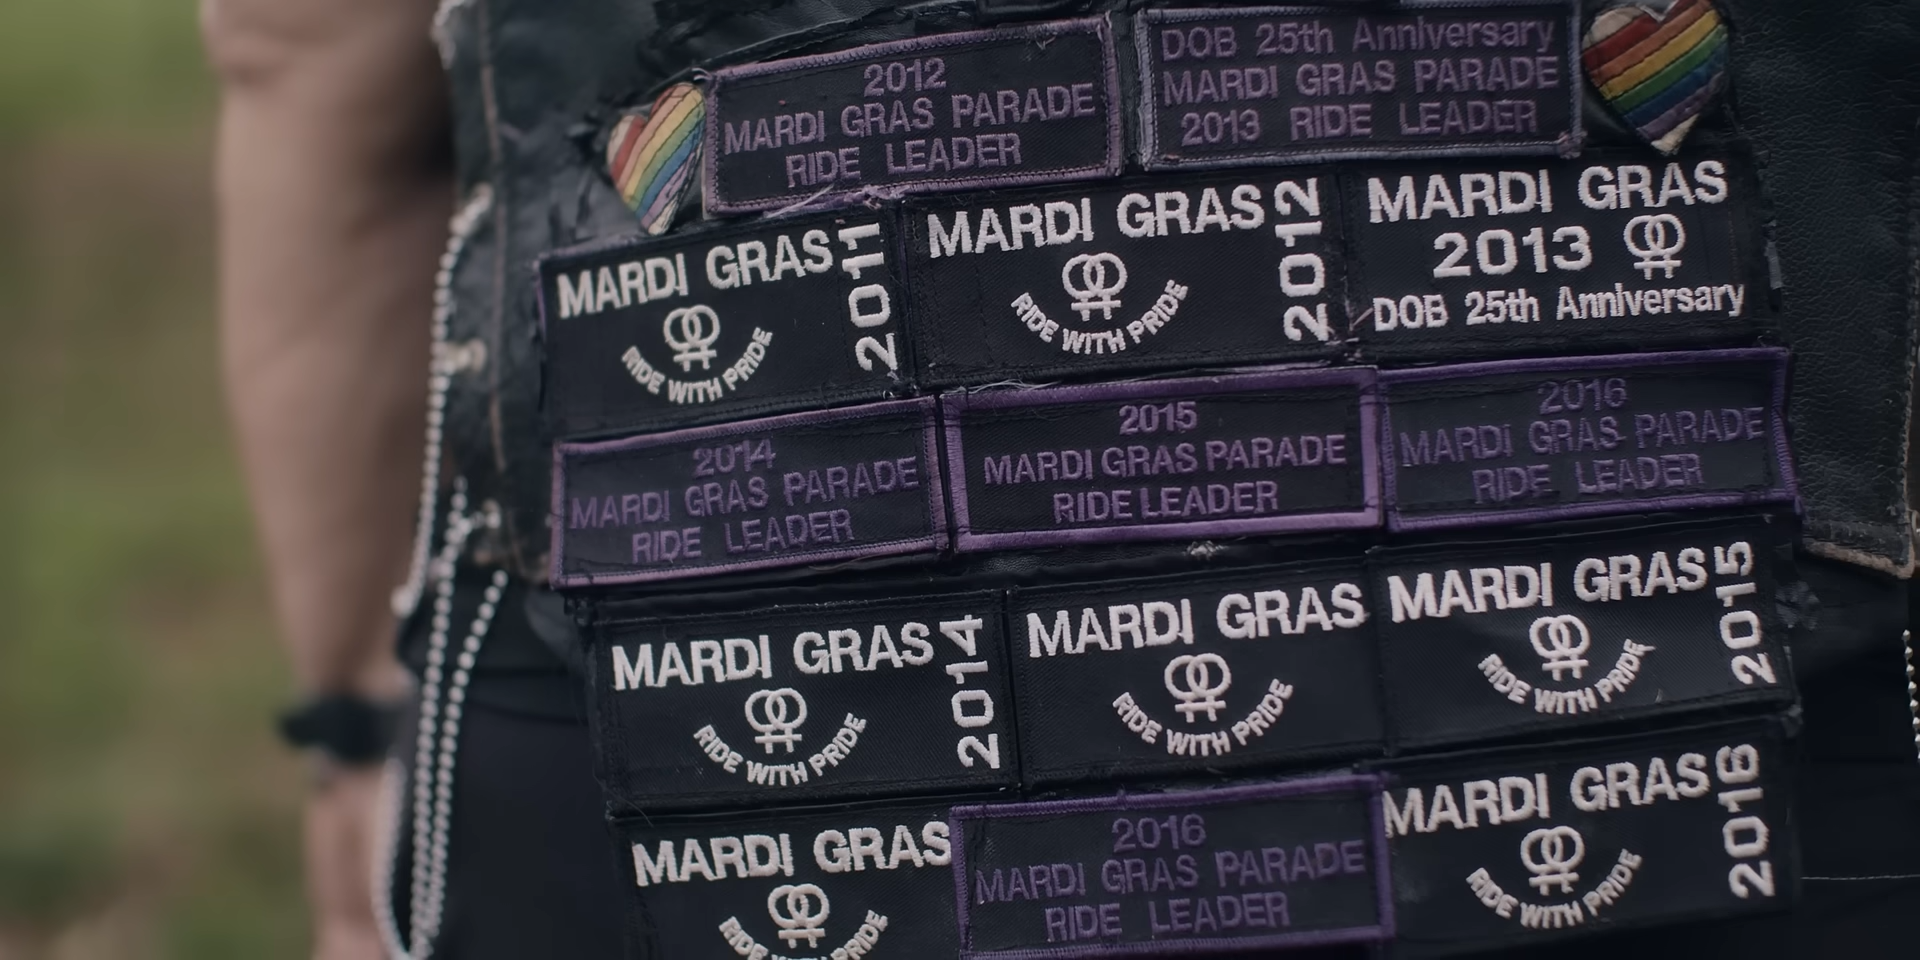 2012
MARDI GRAS PARADE
RIDE LEADER
DOB 25th Anniversary
MARDI GRAS PARADE
2013 RIDE LEADER
MARDI GRAS 2011
RIDE WITH PRIDE
MARDI GRAS 2012
RIDE WITH PRIDE
MARDI GRAS
2013
DOB 25th Anniversary
2014
MARDI GRAS PARADE
RIDE LEADER
2015
MARDI GRAS PARADE
RIDE LEADER
2016
MARDI GRAS PARADE
RIDE LEADER
MARDI GRAS 2014
RIDE WITH PRIDE
MARDI GRAS
RIDE WITH PRIDE
MARDI GRAS 2015
RIDE WITH PRIDE
MARDI GRAS
RIDE WITH PRIDE
2016
MARDI GRAS PARADE
RIDE LEADER
MARDI GRAS 2016
RIDE WITH PRIDE